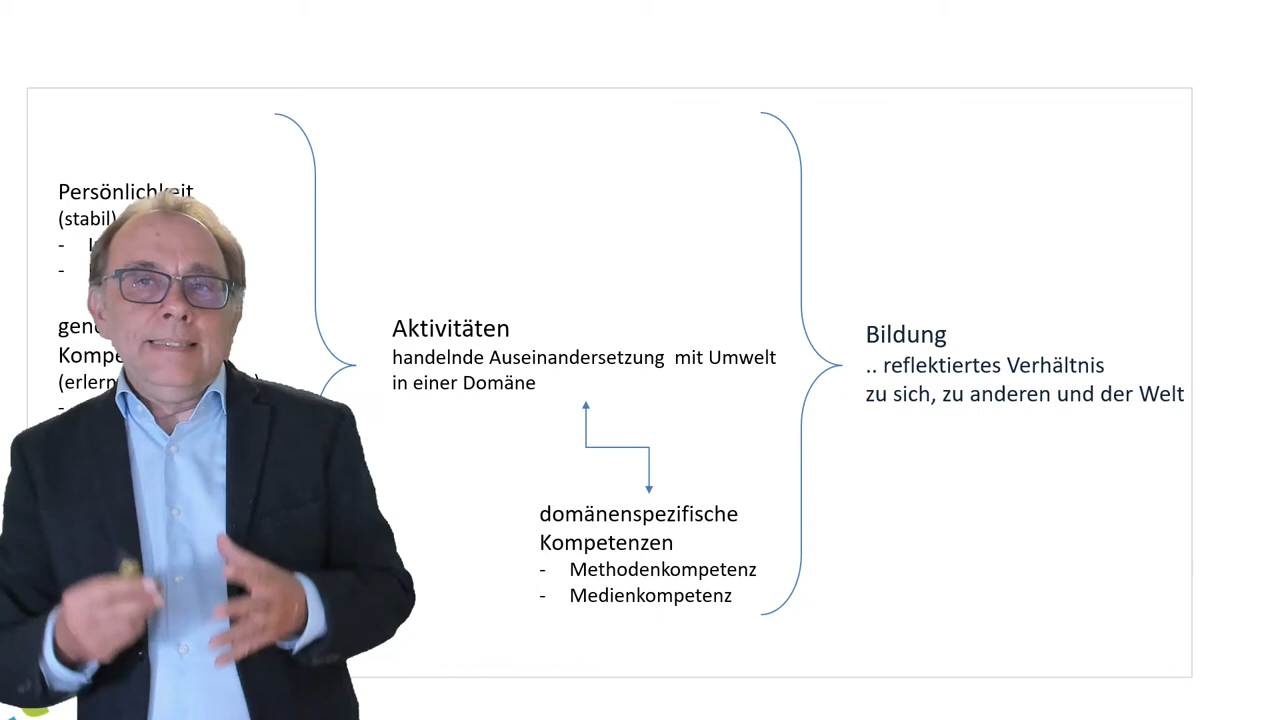 Persönlichkeit
(stabil)
-
-
Kompe
(erlern
-
Aktivitäten
handelnde Auseinandersetzung mit Umwelt
in einer Domäne
domänenspezifische
Kompetenzen
- Methodenkompetenz
- Medienkompetenz
Bildung
.. reflektiertes Verhältnis
zu sich, zu anderen und der Welt